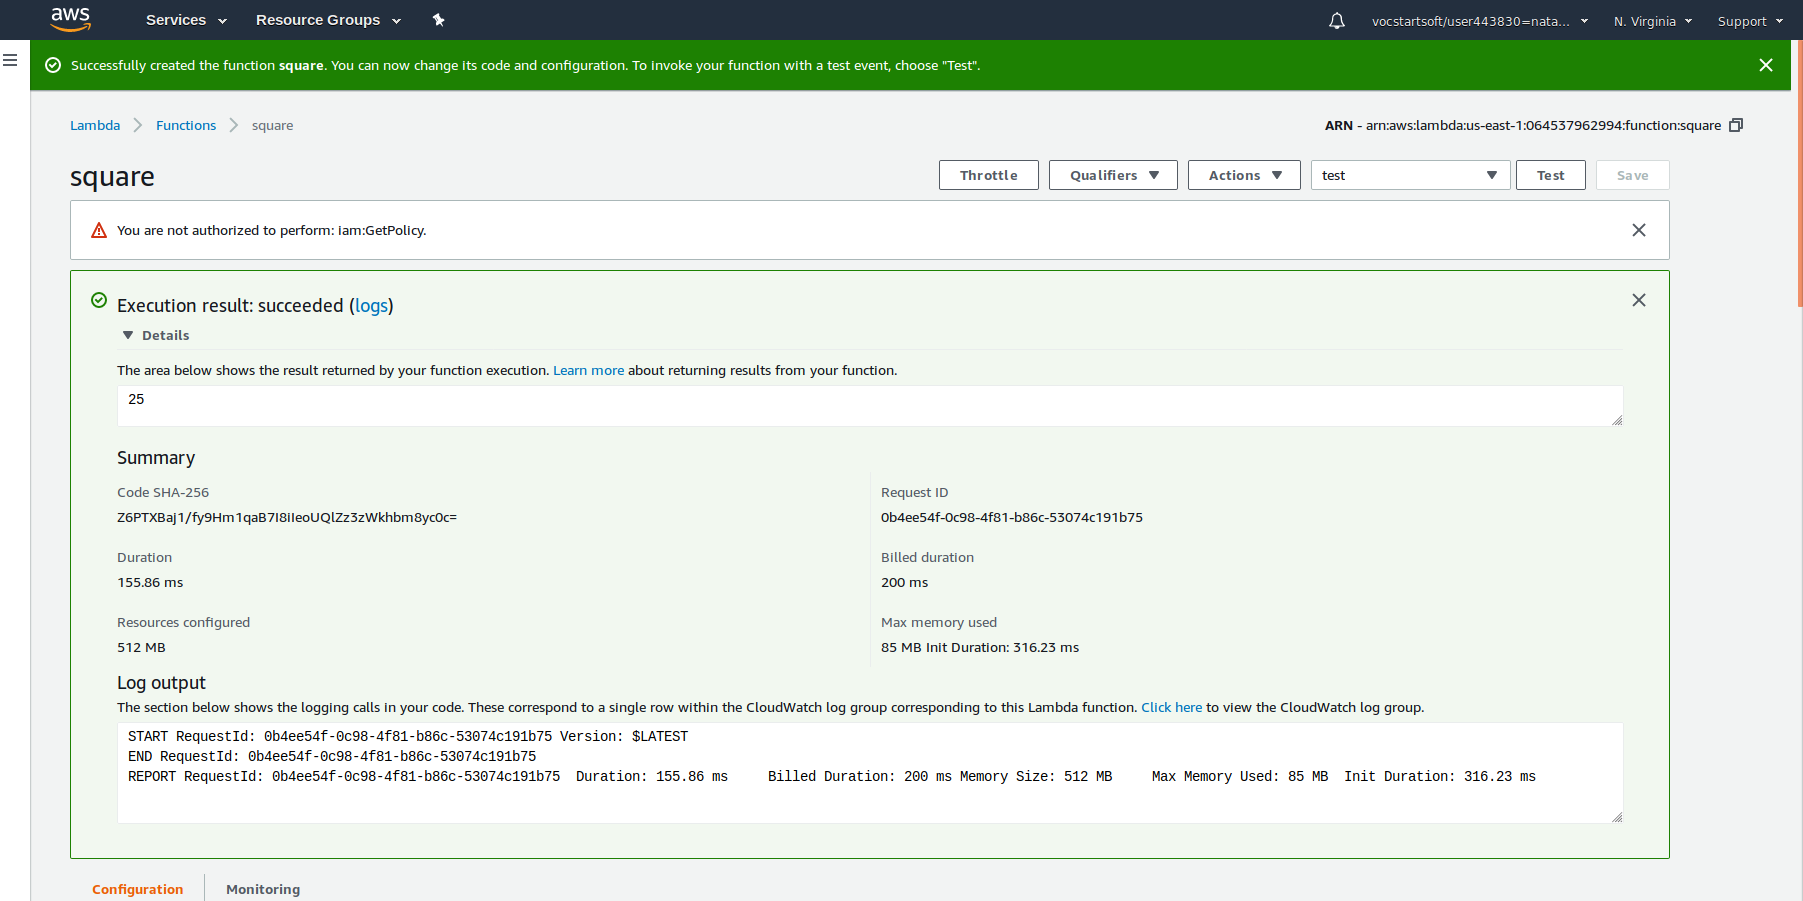 aws Services Resource Groups vocstartsoft/user443830=nata... N. Virginia Support
Successfully created the function square. You can now change its code and configuration. To invoke your function with a test event, choose "Test".
Lambda Functions square ARN - arn:aws:lambda:us-east-1:064537962994:function:square
square Throttle Qualifiers Actions test Test Save
You are not authorized to perform: iam:GetPolicy.
Execution result: succeeded (logs)
Details
The area below shows the result returned by your function execution. Learn more about returning results from your function.
25
Summary
Code SHA-256 Request ID
Z6PTXBaj1/fy9Hm1qaB7I8iIeoUQlZz3zWkhbm8yc0c= 0b4ee54f-0c98-4f81-b86c-53074c191b75
Duration Billed duration
155.86 ms 200 ms
Resources configured Max memory used
512 MB 85 MB Init Duration: 316.23 ms
Log output
The section below shows the logging calls in your code. These correspond to a single row within the CloudWatch log group corresponding to this Lambda function. Click here to view the CloudWatch log group.
START RequestId: 0b4ee54f-0c98-4f81-b86c-53074c191b75 Version: $LATEST
END RequestId: 0b4ee54f-0c98-4f81-b86c-53074c191b75
REPORT RequestId: 0b4ee54f-0c98-4f81-b86c-53074c191b75 Duration: 155.86 ms Billed Duration: 200 ms Memory Size: 512 MB Max Memory Used: 85 MB Init Duration: 316.23 ms
Configuration Monitoring